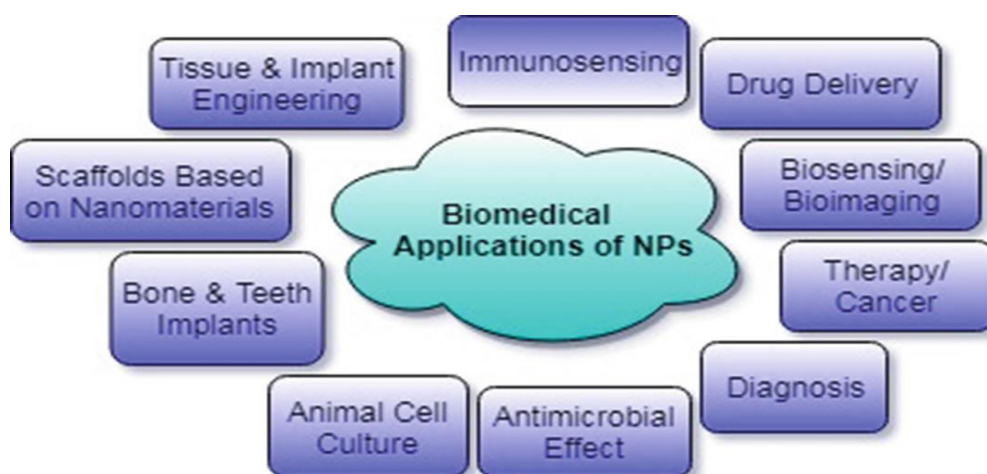 Immunosensing
Tissue & Implant
Engineering
Drug Delivery
Scaffolds Based
on Nanomaterials
Biosensing/
Bioimaging
Biomedical
Applications of NPs
Bone & Teeth
Implants
Therapy/
Cancer
Diagnosis
Animal Cell
Culture
Antimicrobial
Effect